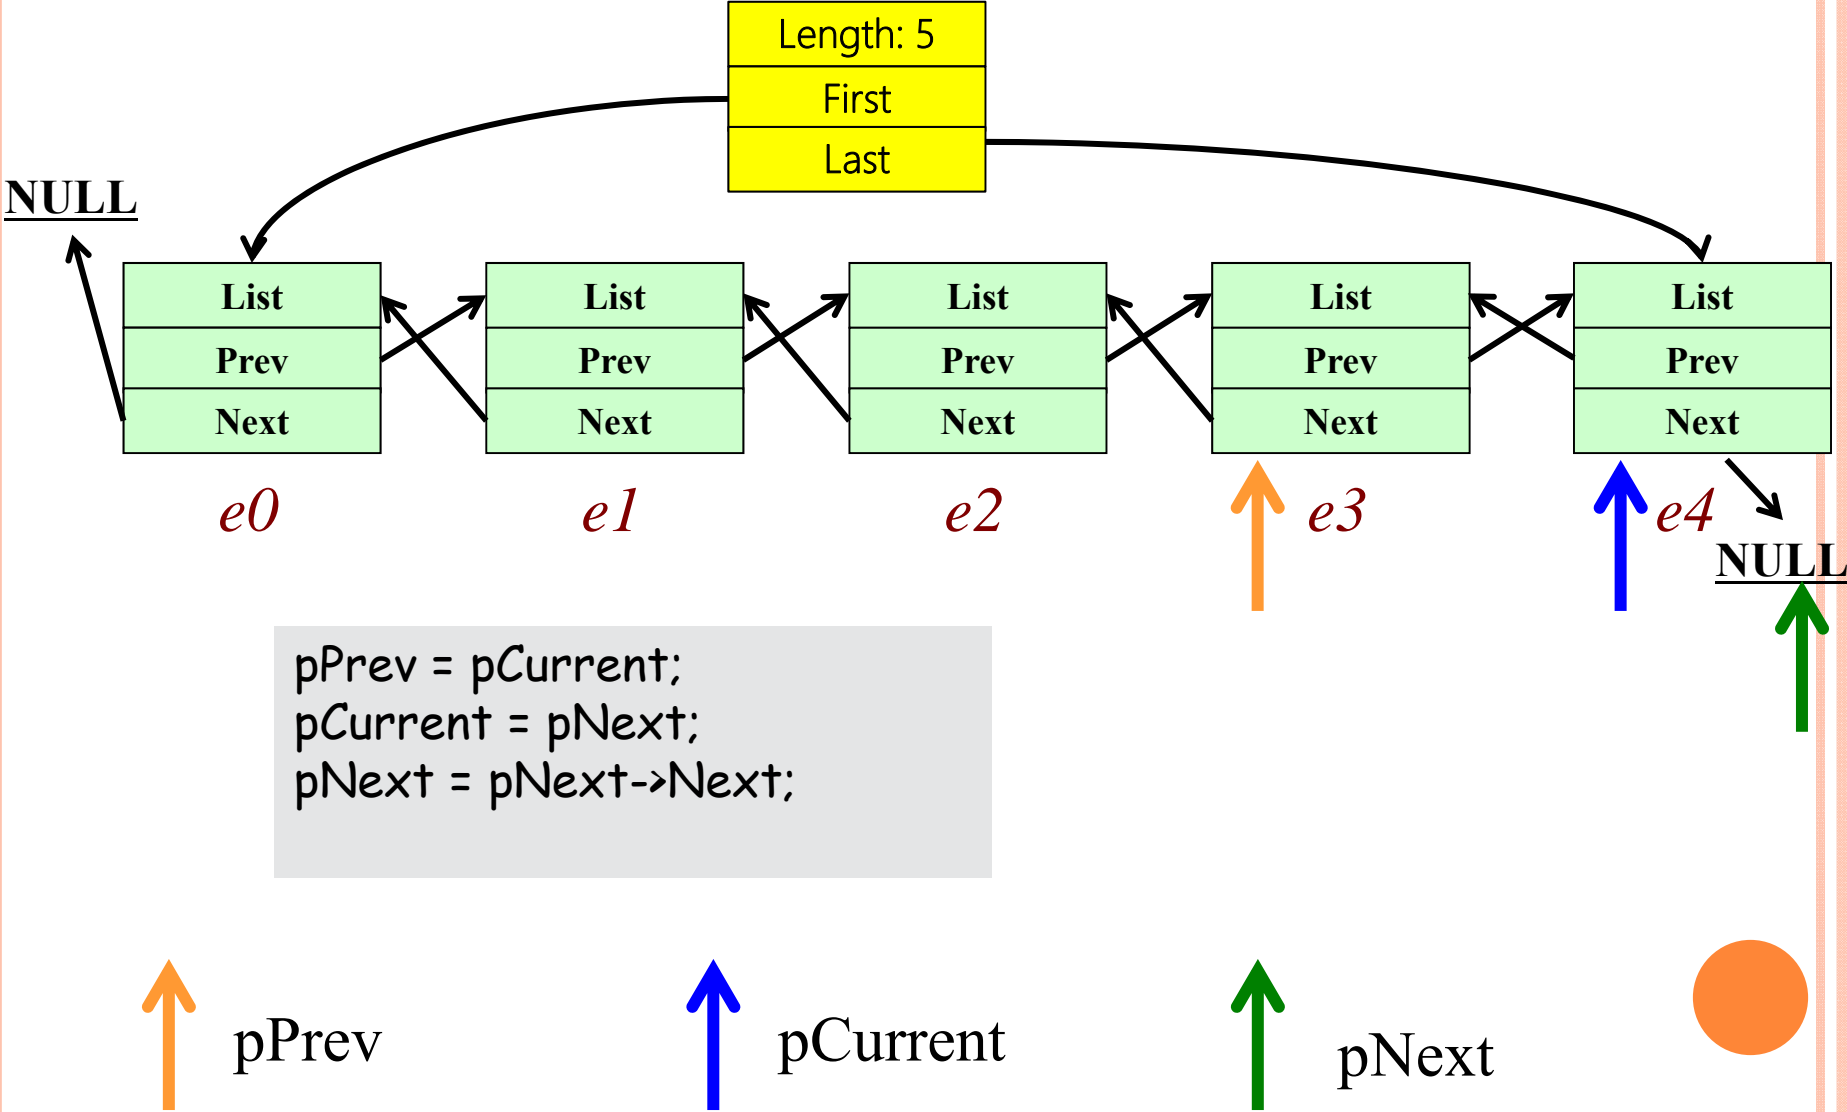 Length: 5
First
Last
NULL
List List List List List
Prev Prev Prev Prev Prev
Next Next Next Next Next
e0 e1 e2 e3 e4
NULL
pPrev = pCurrent;
pCurrent = pNext;
pNext = pNext->Next;
pPrev pCurrent pNext